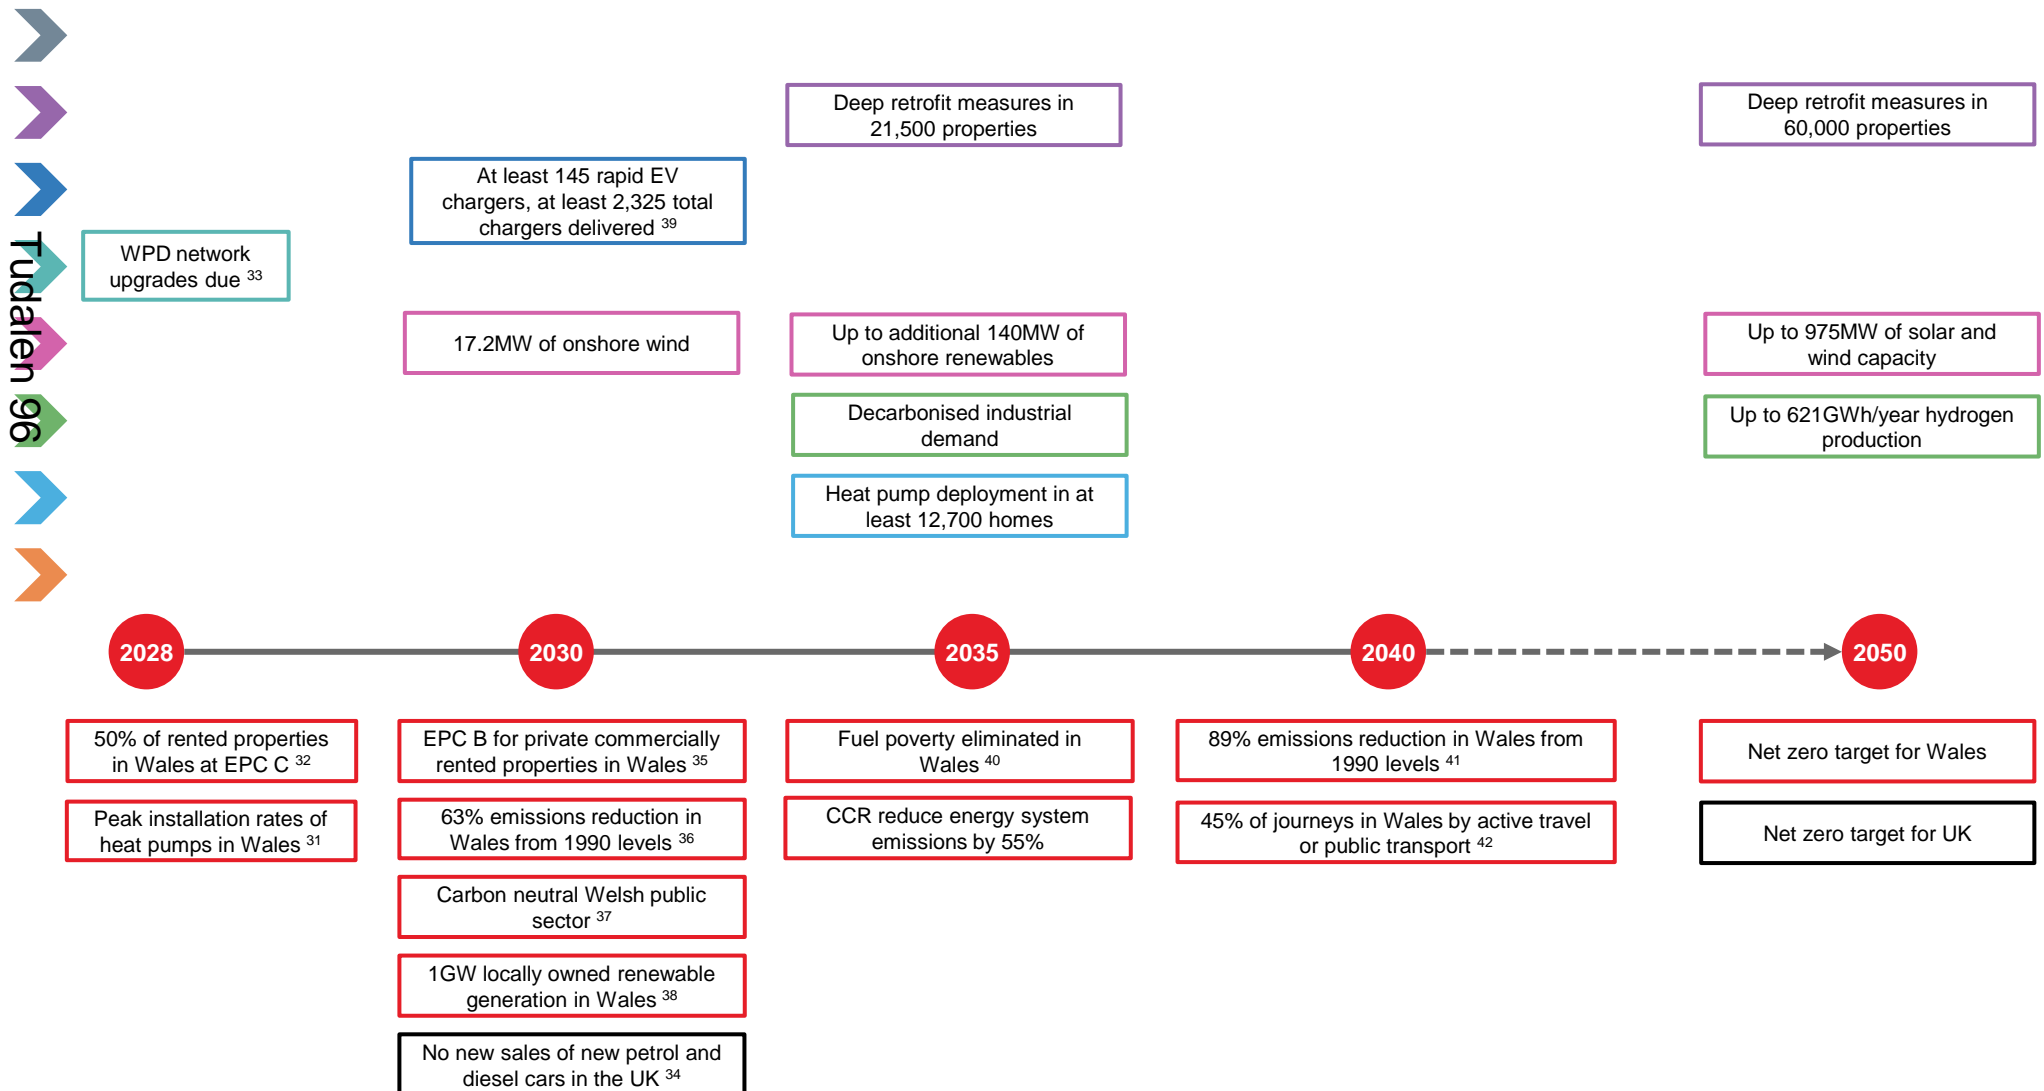 Tudalen 96
Deep retrofit measures in
21,500 properties
Deep retrofit measures in
60,000 properties
At least 145 rapid EV
chargers, at least 2,325 total
chargers delivered 39
WPD network
upgrades due 33
17.2MW of onshore wind
Up to additional 140MW of
onshore renewables
Up to 975MW of solar and
wind capacity
Decarbonised industrial
demand
Up to 621GWh/year hydrogen
production
Heat pump deployment in at
least 12,700 homes
2028
2030
2035
2040
2050
50% of rented properties
in Wales at EPC C 32
Peak installation rates of
heat pumps in Wales 31
EPC B for private commercially
rented properties in Wales 35
63% emissions reduction in
Wales from 1990 levels 36
Carbon neutral Welsh public
sector 37
1GW locally owned renewable
generation in Wales 38
No new sales of new petrol and
diesel cars in the UK 34
Fuel poverty eliminated in
Wales 40
CCR reduce energy system
emissions by 55%
89% emissions reduction in Wales from
1990 levels 41
45% of journeys in Wales by active travel
or public transport 42
Net zero target for Wales
Net zero target for UK